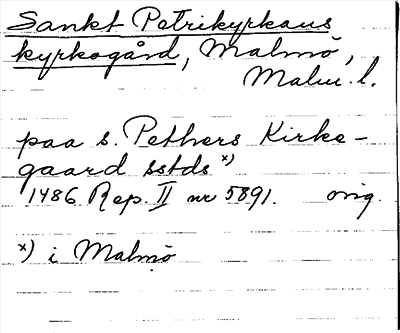 Sankt Petrikyrkans
kyrkogård, Malmö,
Malm. l.
paa s. Pethers Kirke-
gaard sstds x)
1486 Rep. II nr 5891. orig.
x) i Malmö